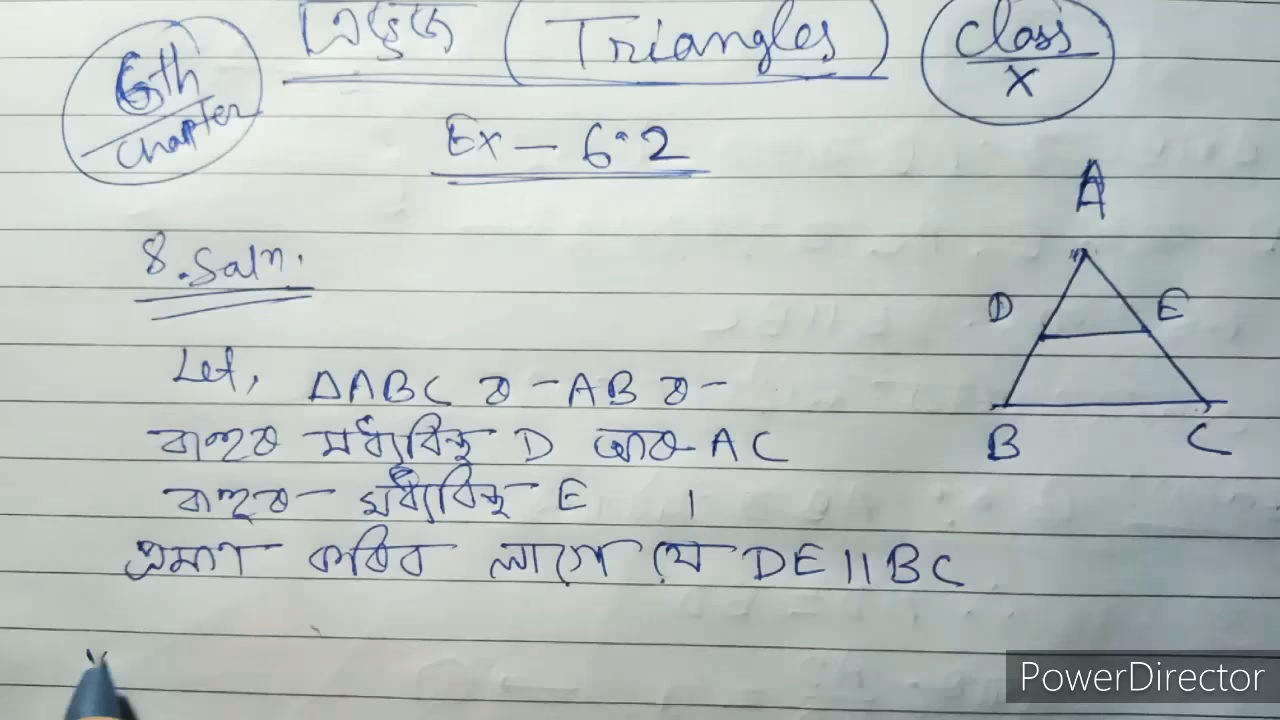 6th
chapter
ত্ৰিভুজ (Triangles)
Class
X
Ex - 6.2
8. Soln.
Let, ΔABC ৰ - AB ৰ -
বাহুৰ মধ্যবিন্দু D আৰু AC
বাহুৰ - মধ্যবিন্দু E ।
প্ৰমাণ কৰিব লাগে যে DE || BC
A
D E
B C
PowerDirector